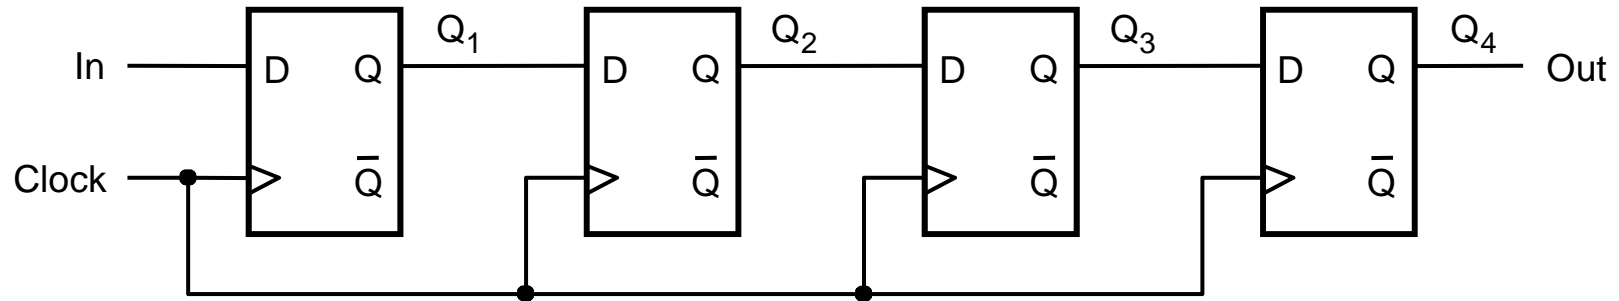 Q₁ Q₂ Q₃ Q₄
In D Q D Q D Q D Q Out
Clock Q̅ Q̅ Q̅ Q̅